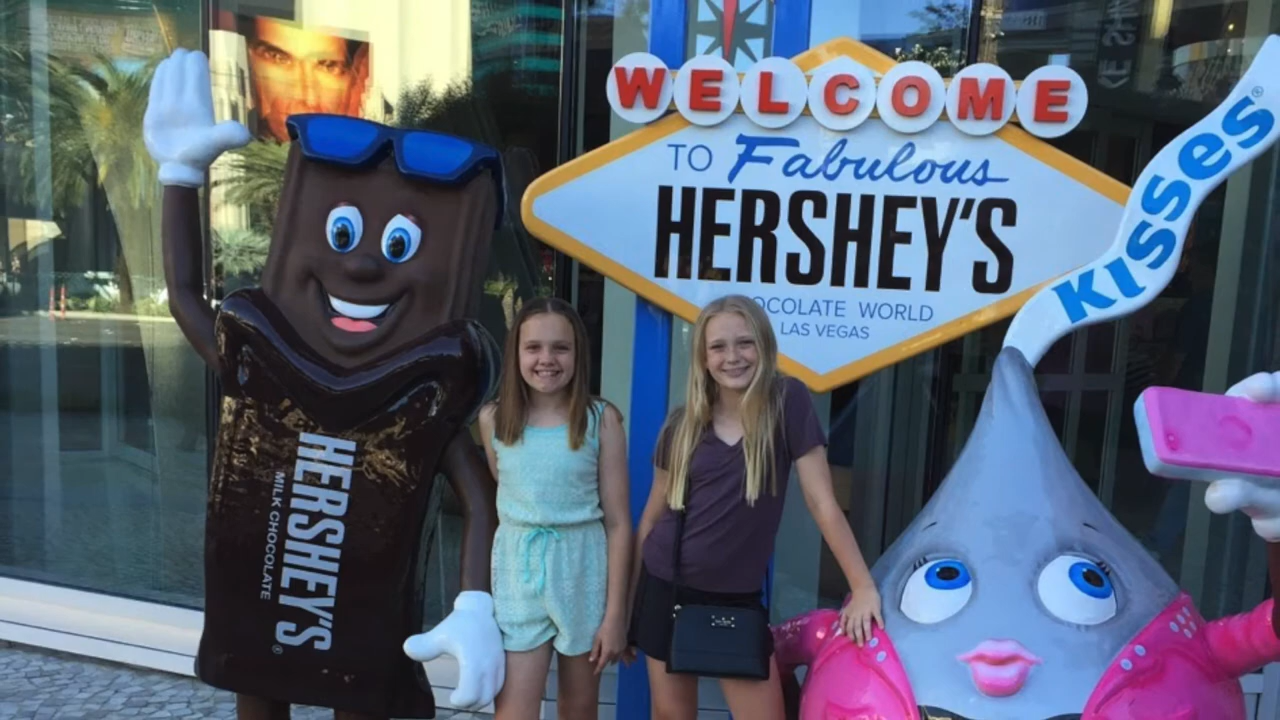 WELCOME
TO Fabulous
HERSHEY'S
OCOLATE WORLD
LAS VEGAS
KISSES®
HERSHEY'S®
MILK CHOCOLATE